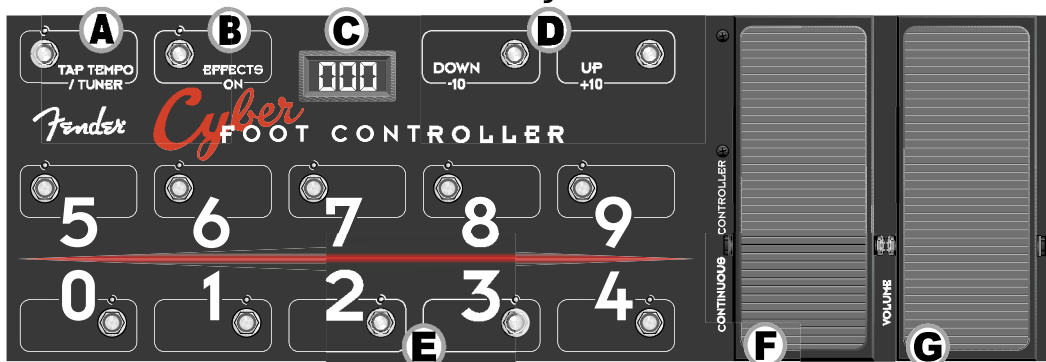 A B C D
TAP TEMPO
/ TUNER
EFFECTS
ON
000
DOWN
-10
UP
+10
Fender
Cyber
FOOT CONTROLLER
5 6 7 8 9
0 1 2 3 4
E
CONTINUOUS CONTROLLER
F
VOLUME
G